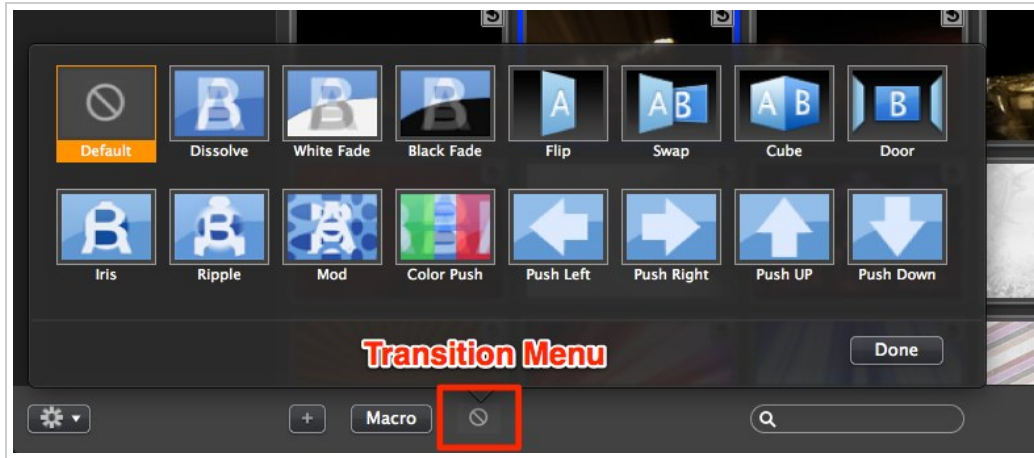 A
AB
A B
B
Default Dissolve White Fade Black Fade Flip Swap Cube Door
B B B B
Iris Ripple Mod Color Push Push Left Push Right Push UP Push Down
Transition Menu
Done
+ Macro